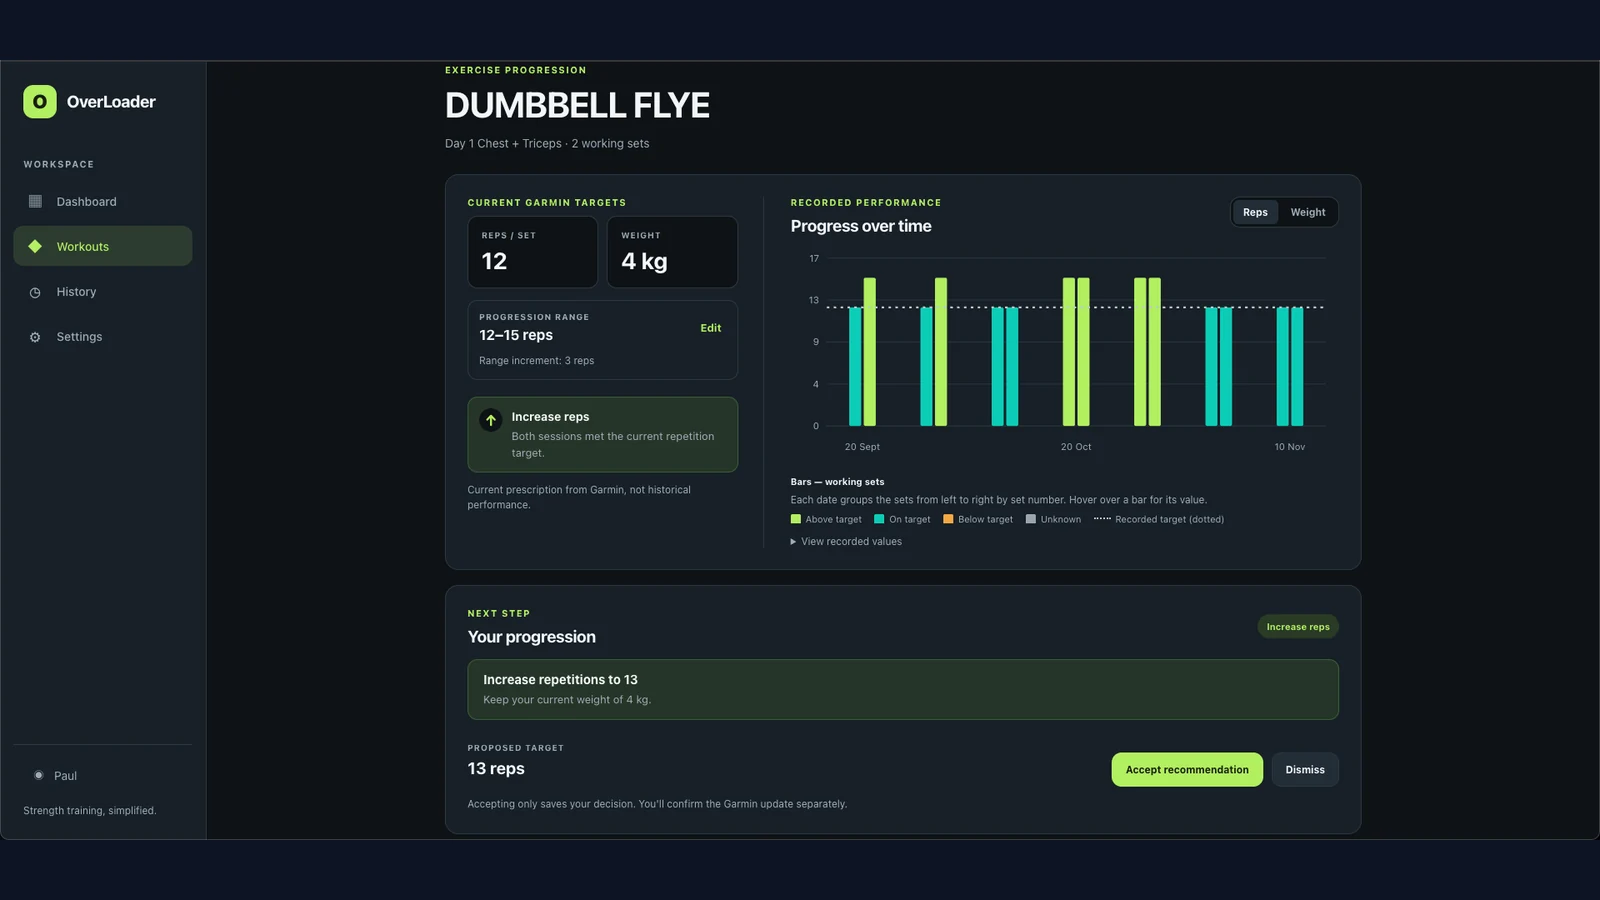 O OverLoader
WORKSPACE
Dashboard
Workouts
History
Settings
Paul
Strength training, simplified.
EXERCISE PROGRESSION
DUMBBELL FLYE
Day 1 Chest + Triceps · 2 working sets
CURRENT GARMIN TARGETS
REPS / SET
12
WEIGHT
4 kg
PROGRESSION RANGE
12–15 reps
Edit
Range increment: 3 reps
Increase reps
Both sessions met the current repetition
target.
Current prescription from Garmin, not historical
performance.
RECORDED PERFORMANCE
Progress over time
Reps Weight
17
13
9
4
0
20 Sept 20 Oct 10 Nov
Bars — working sets
Each date groups the sets from left to right by set number. Hover over a bar for its value.
Above target On target Below target Unknown Recorded target (dotted)
View recorded values
NEXT STEP
Your progression
Increase reps
Increase repetitions to 13
Keep your current weight of 4 kg.
PROPOSED TARGET
13 reps
Accept recommendation Dismiss
Accepting only saves your decision. You'll confirm the Garmin update separately.